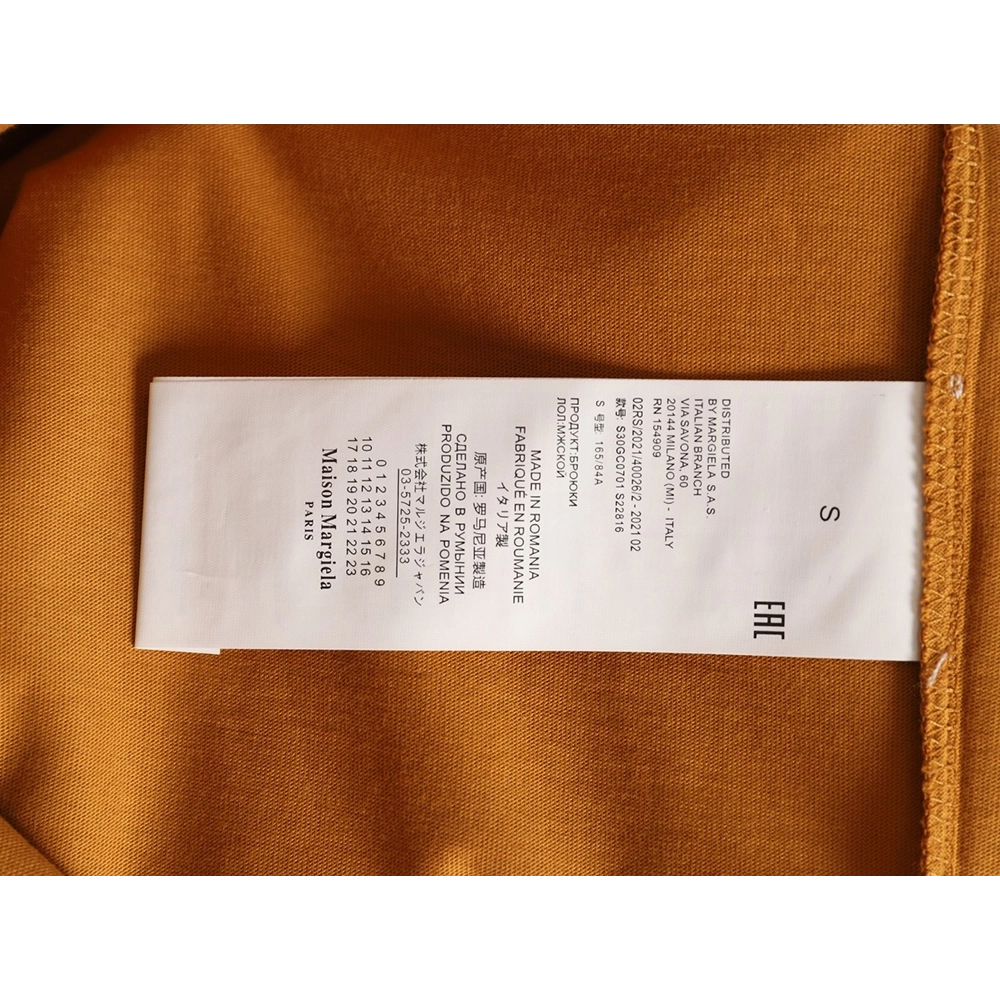 S
EAC
DISTRIBUTED
BY MARGIELA S.A.S.
ITALIAN BRANCH
VIA SAVONA, 60
20144 MILANO (MI) - ITALY
RN 154909
02RS/2021/40026/2 - 2021 02
款号: S30GC0701 S22816
S 号型 165/84A
ПРОДУКТ:БРОЮКИ
ЛОЛ:МЖСКОЙ
MADE IN ROMANIA
FABRIQUÉ EN ROUMANIE
イタリア製
原产国: 罗马尼亚製造
СДЕЛАНО В РУМЫНИИ
PRODUZIDO NA POMENIA
株式会社マルジエラジャパン
03-5725-2333
0 1 2 3 4 5 6 7 8 9
10 11 12 13 14 15 16
17 18 19 20 21 22 23
Maison Margiela
PARIS